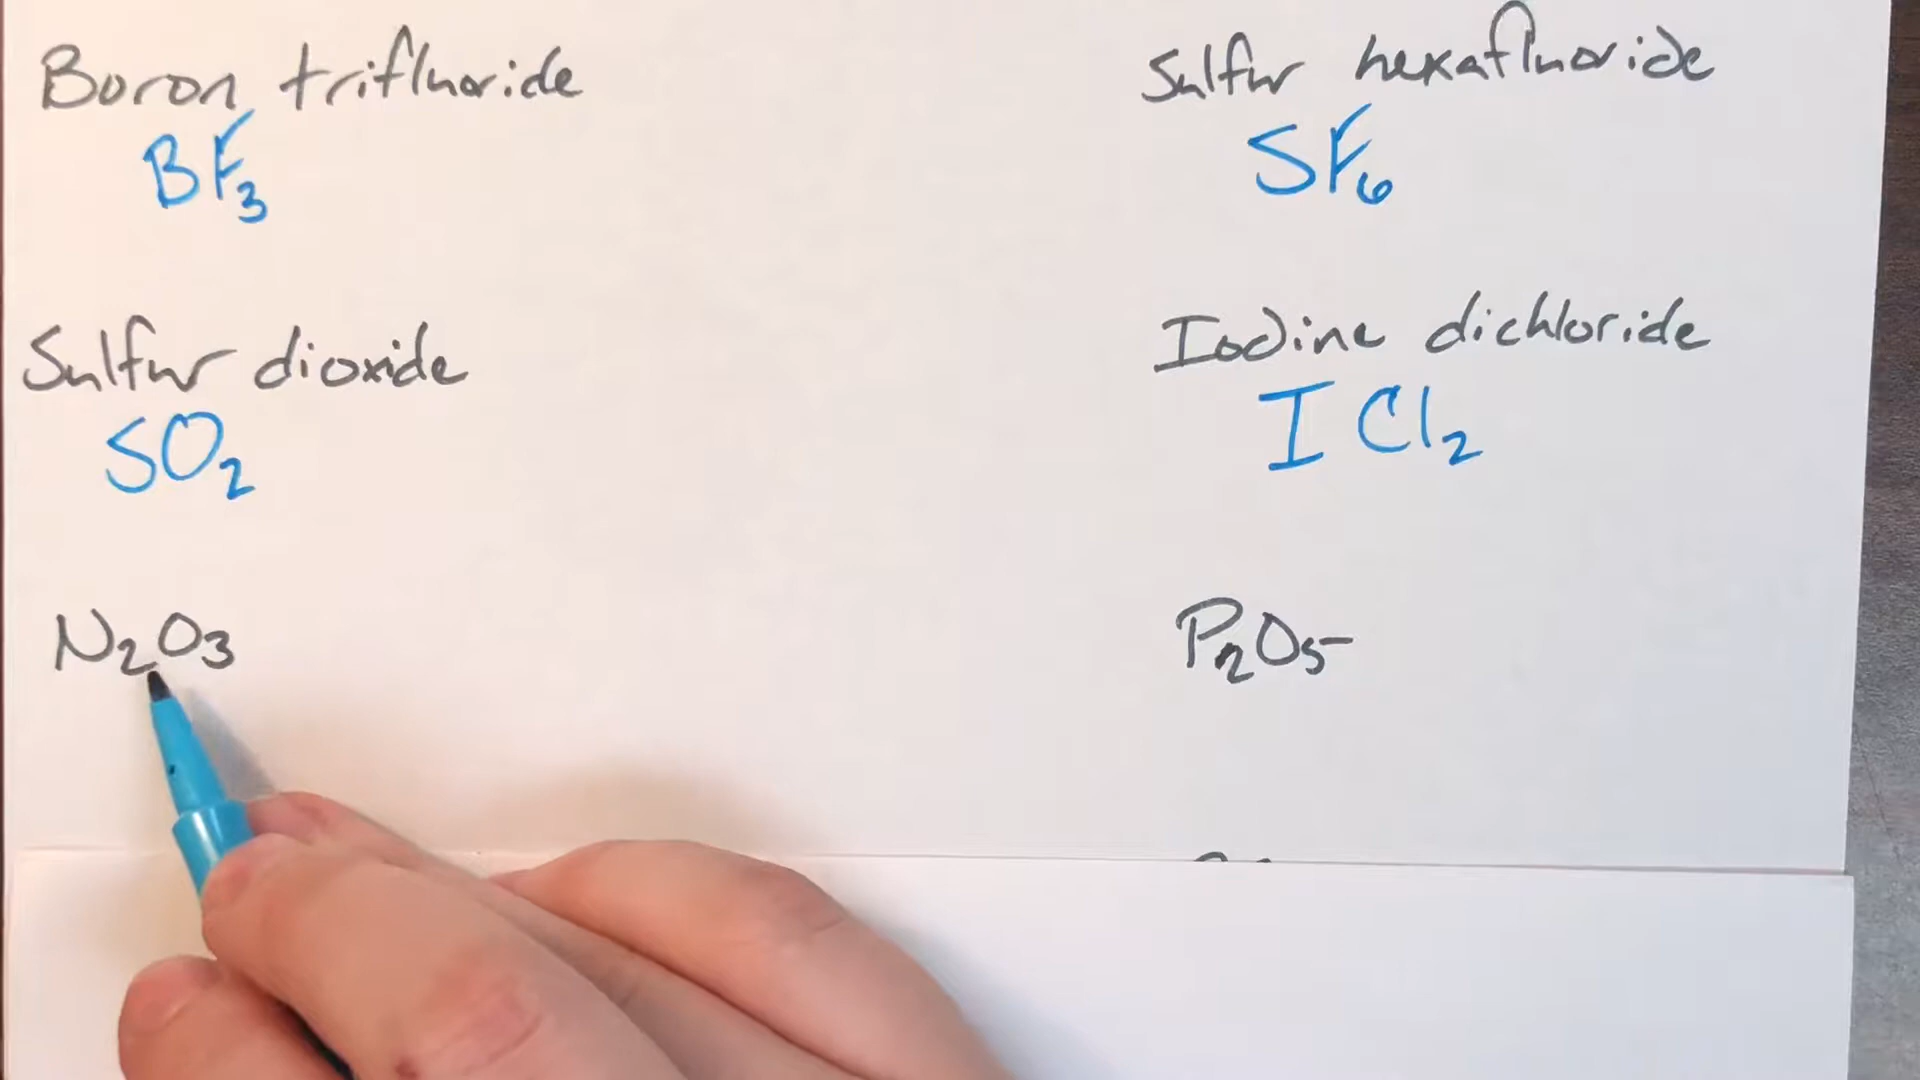 Boron trifluoride
BF₃
Sulfur hexafluoride
SF₆
Sulfur dioxide
SO₂
Iodine dichloride
ICl₂
N₂O₃
P₂O₅